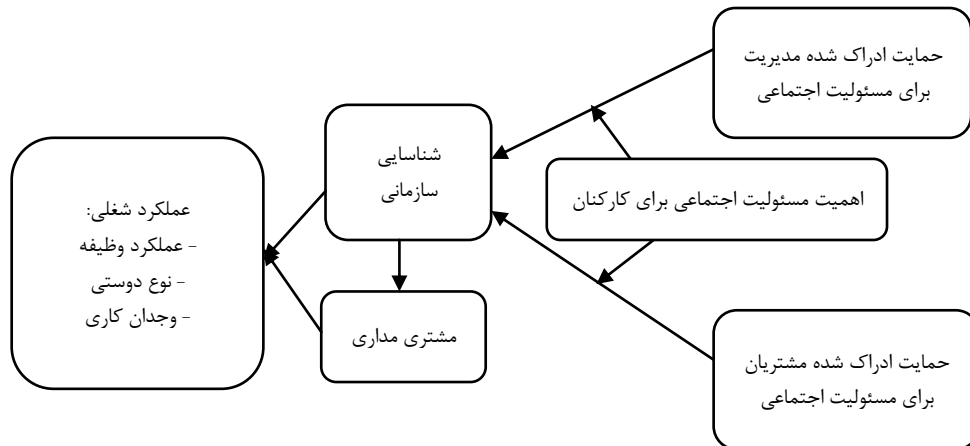 حمایت ادراک شده مدیریت
برای مسئولیت اجتماعی
شناسایی
سازمانی
اهمیت مسئولیت اجتماعی برای کارکنان
عملکرد شغلی:
- عملکرد وظیفه
- نوع دوستی
- وجدان کاری
مشتری مداری
حمایت ادراک شده مشتریان
برای مسئولیت اجتماعی